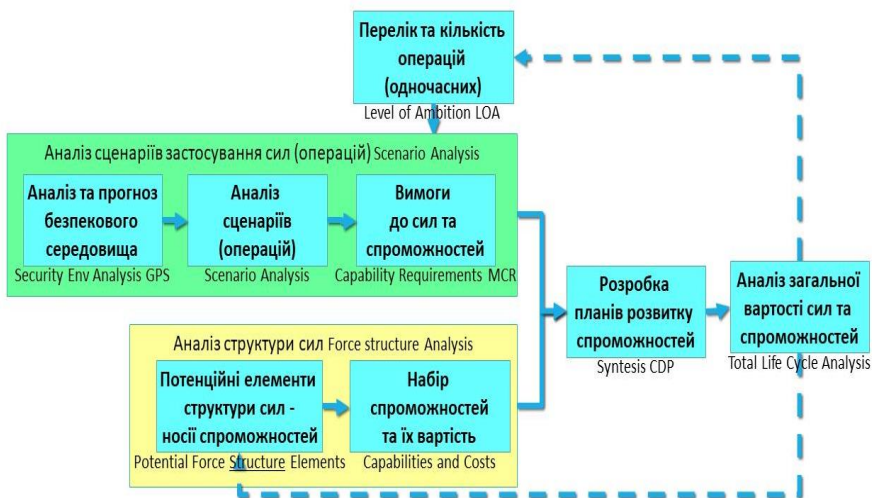 Перелік та кількість
операцій
(одночасних)
Level of Ambition LOA
Аналіз сценаріїв застосування сил (операцій) Scenario Analysis
Аналіз та прогноз
безпекового
середовища
Security Env Analysis GPS
Аналіз
сценаріїв
(операцій)
Scenario Analysis
Вимоги
до сил та
спроможностей
Capability Requirements MCR
Розробка
планів розвитку
спроможностей
Syntesis CDP
Аналіз загальної
вартості сил та
спроможностей
Total Life Cycle Analysis
Аналіз структури сил Force structure Analysis
Потенційні елементи
структури сил -
носії спроможностей
Potential Force Structure Elements
Набір
спроможностей
та їх вартість
Capabilities and Costs